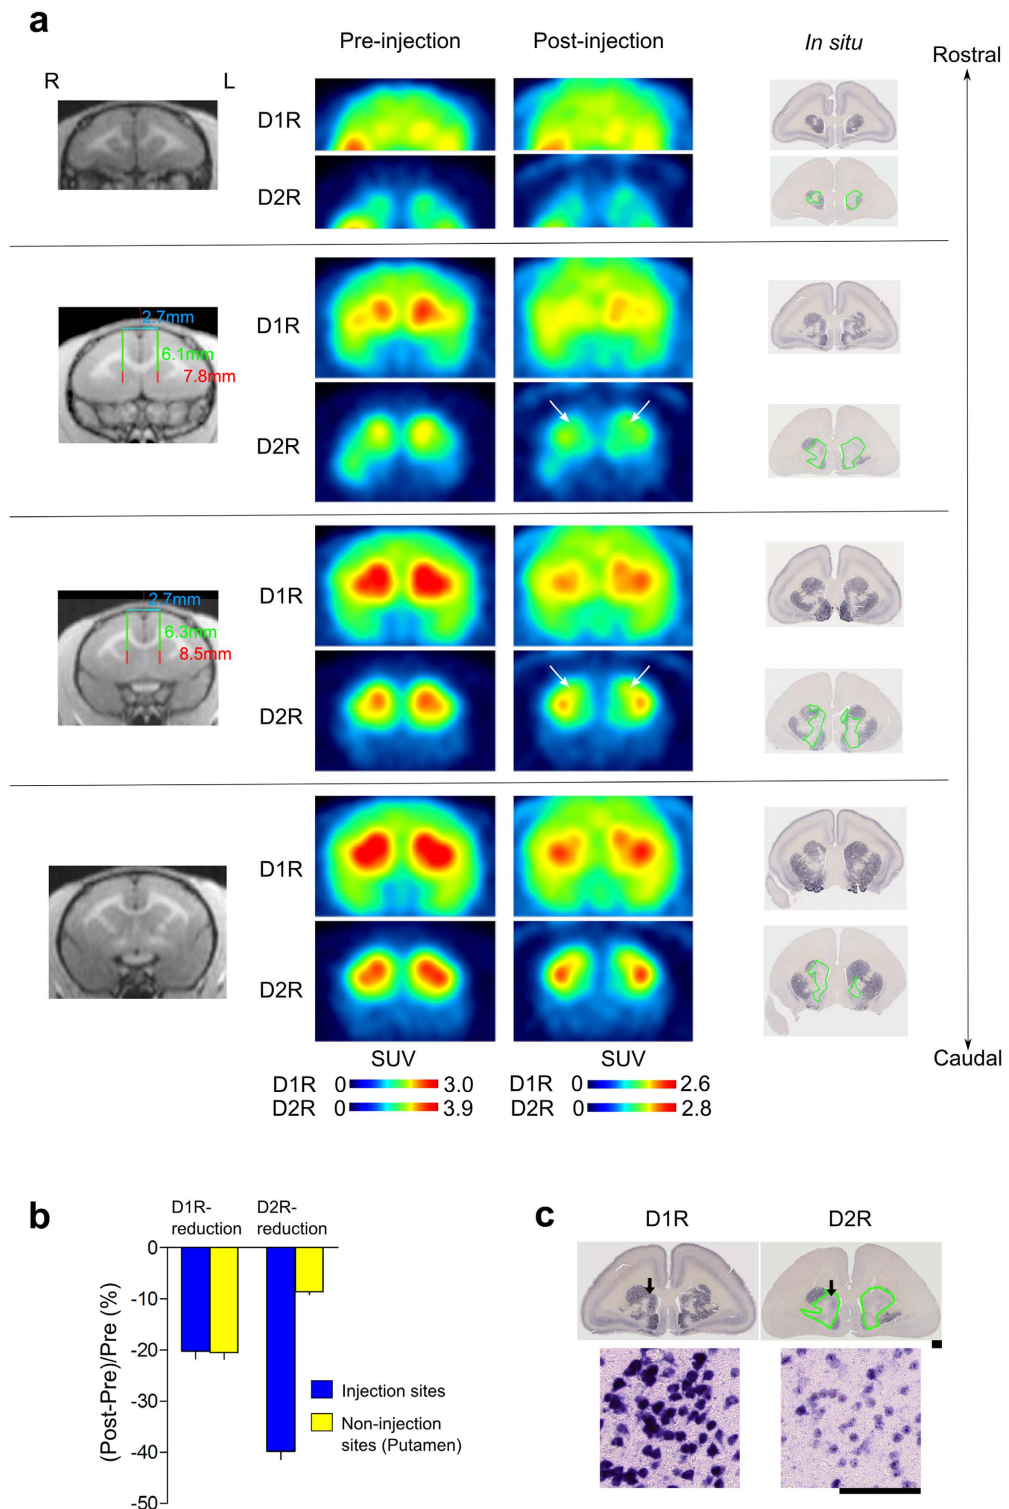 a
Pre-injection
Post-injection
In situ
Rostral
R
L
D1R
D2R
D1R
2.7mm
6.1mm
7.8mm
D2R
D1R
2.7mm
6.3mm
8.5mm
D2R
D1R
D2R
Caudal
SUV
SUV
D1R 0 3.0
D1R 0 2.6
D2R 0 3.9
D2R 0 2.8
b
D1R-
reduction
D2R-
reduction
(Post-Pre)/Pre (%)
0
-10
-20
-30
-40
-50
Injection sites
Non-injection
sites (Putamen)
c
D1R
D2R